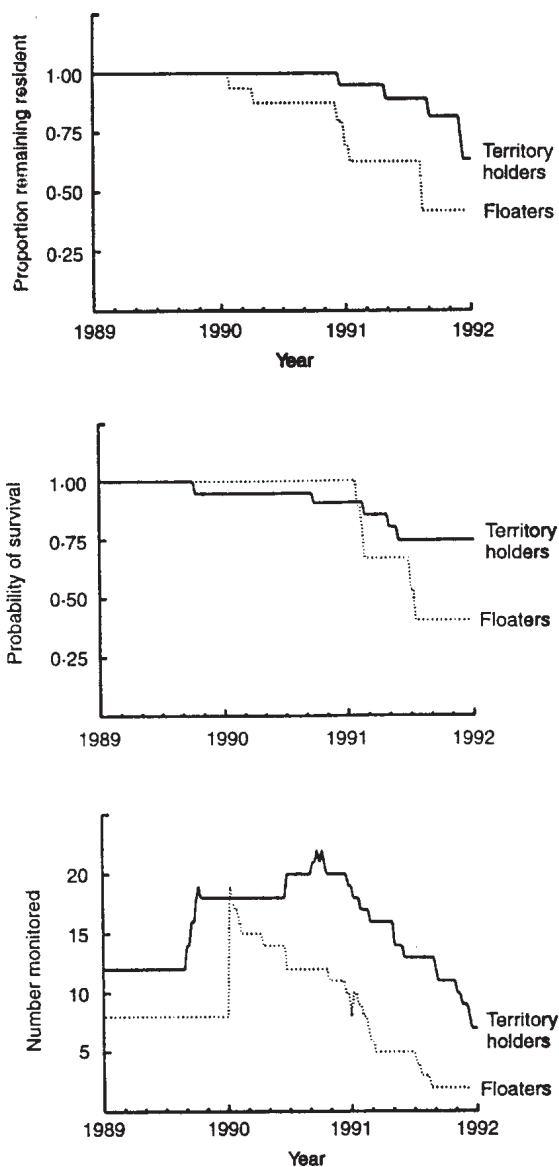 Proportion remaining resident
1·00
0·75
0·50
0·25
Territory
holders
Floaters
1989 1990 1991 1992
Year
Probability of survival
1·00
0·75
0·50
0·25
Territory
holders
Floaters
1989 1990 1991 1992
Number monitored
20
15
10
5
Territory
holders
Floaters
1989 1990 1991 1992
Year